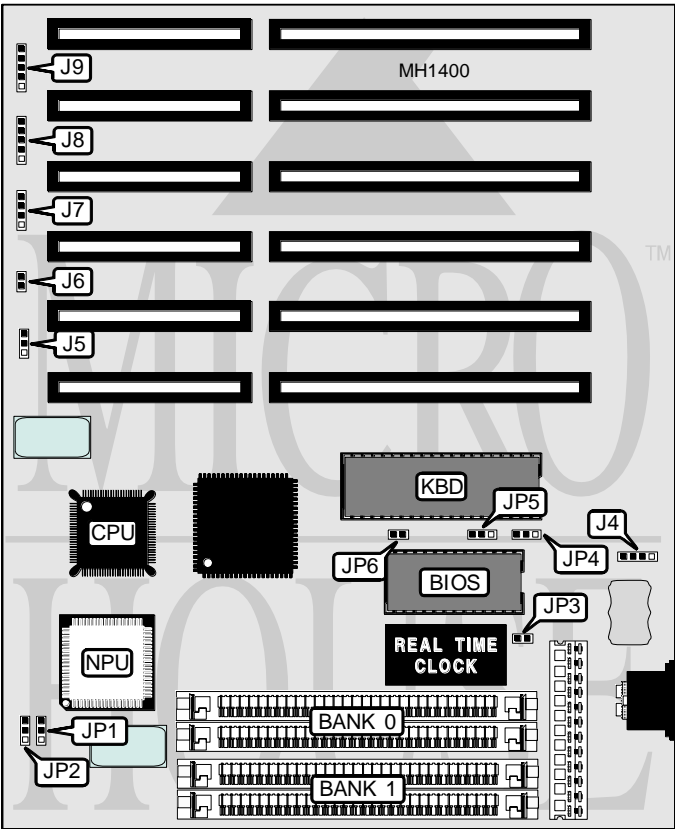 J9
MH1400
J8
J7
J6
TM
J5
MICRO
KBD
JP5
CPU
J4
JP6
JP4
BIOS
JP3
HOUSE
NPU
REAL TIME
CLOCK
BANK 0
JP1
JP2
BANK 1